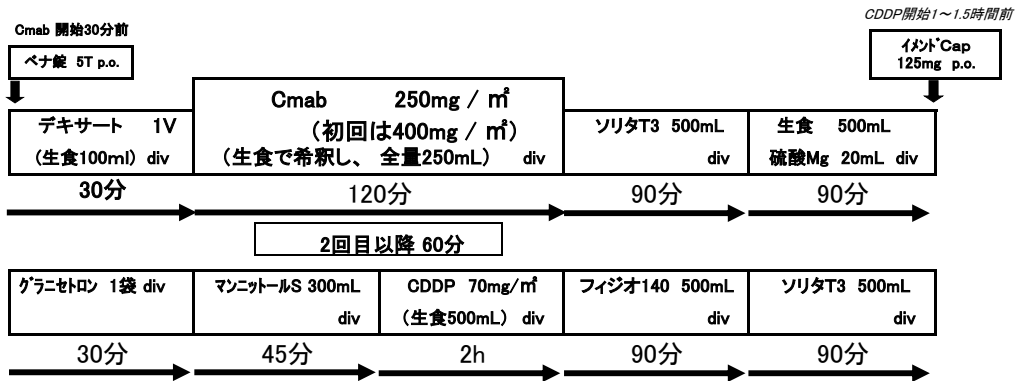 CDDP開始1～1.5時間前
Cmab 開始30分前
ベナ錠 5T p.o.
イメンドCap
125mg p.o.
デキサート 1V
(生食100ml) div
Cmab 250mg / ㎡
(初回は400mg / ㎡)
(生食で希釈し、 全量250mL) div
ソリタT3 500mL
div
生食 500mL
硫酸Mg 20mL div
30分
120分
90分
90分
2回目以降 60分
グラニセトロン 1袋 div
マンニットールS 300mL
div
CDDP 70mg/㎡
(生食500mL) div
フィジオ140 500mL
div
ソリタT3 500mL
div
30分
45分
2h
90分
90分